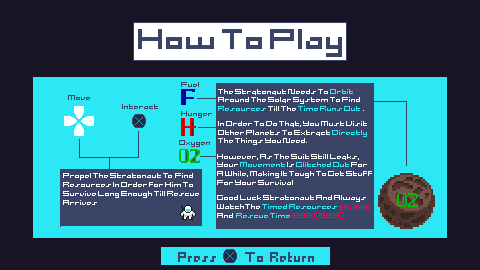 How To Play
Move
Interact
Fuel
F
Hunger
H
Oxygen
O2
Propel The Stratonaut To Find
Resources In Order For Him To
Survive Long Enough Till Rescue
Arrives
The Stratonaut Needs To Orbit
Around The Solar System To Find
Resources Till The Time Runs Out.
In Order To Do That, You Must Visit
Other Planets To Extract Directly
The Things You Need.
However, As The Suit Still Leaks,
Your Movement Is Glitched Out For
A While, Making It Tough To Get Stuff
For Your Survival
Good Luck Stratonaut And Always
Watch The Timed Resources
And Rescue Time
O2
Press X To Return